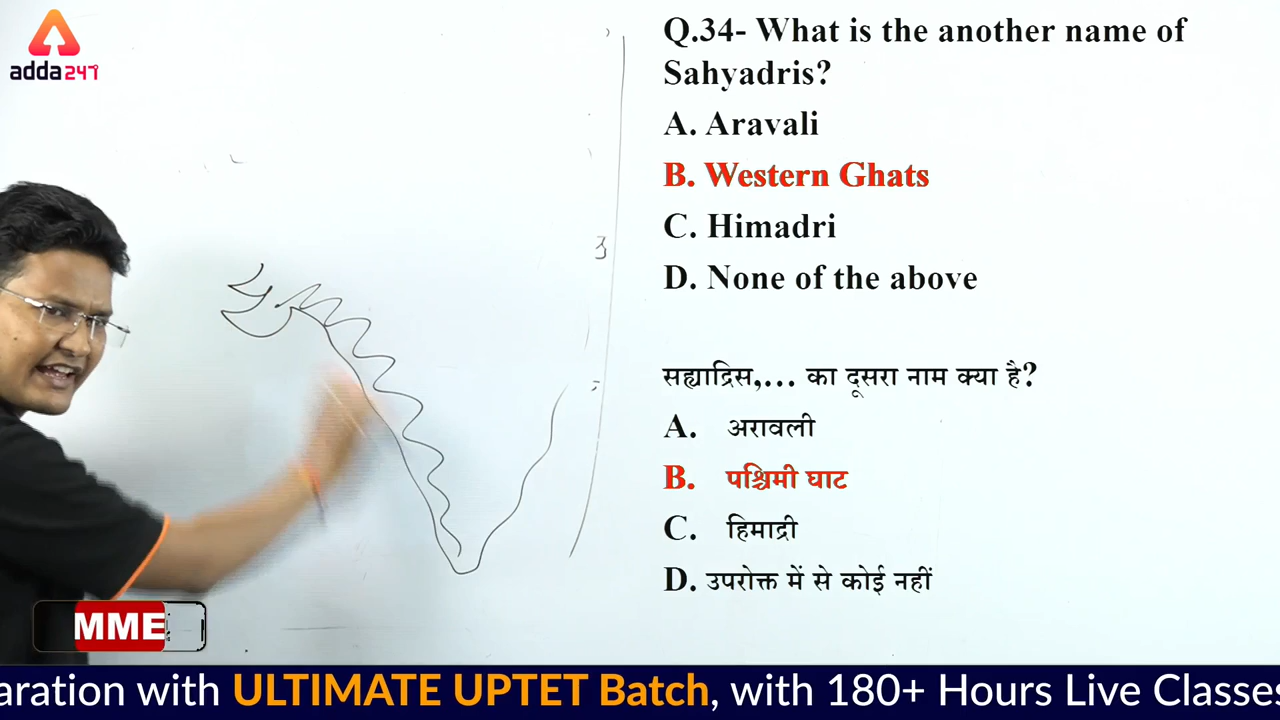 adda247
Q.34- What is the another name of
Sahyadris?
A. Aravali
B. Western Ghats
C. Himadri
D. None of the above
सह्याद्रिस,... का दूसरा नाम क्या है?
A. अरावली
B. पश्चिमी घाट
C. हिमाद्री
D. उपरोक्त में से कोई नहीं
MME
aration with ULTIMATE UPTET Batch, with 180+ Hours Live Classes